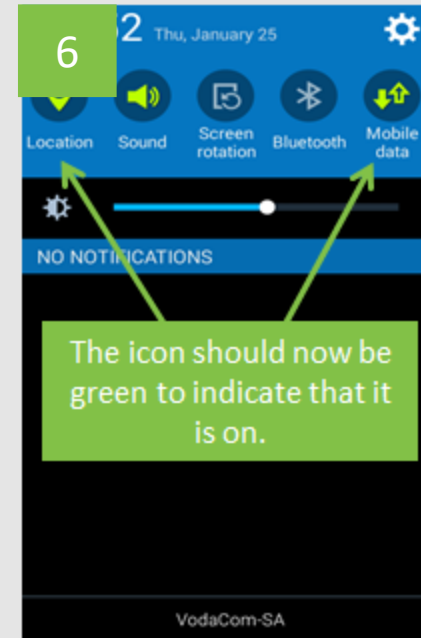 6
2 Thu, January 25
Location Sound Screen rotation Bluetooth Mobile data
NO NOTIFICATIONS
The icon should now be
green to indicate that it
is on.
VodaCom-SA